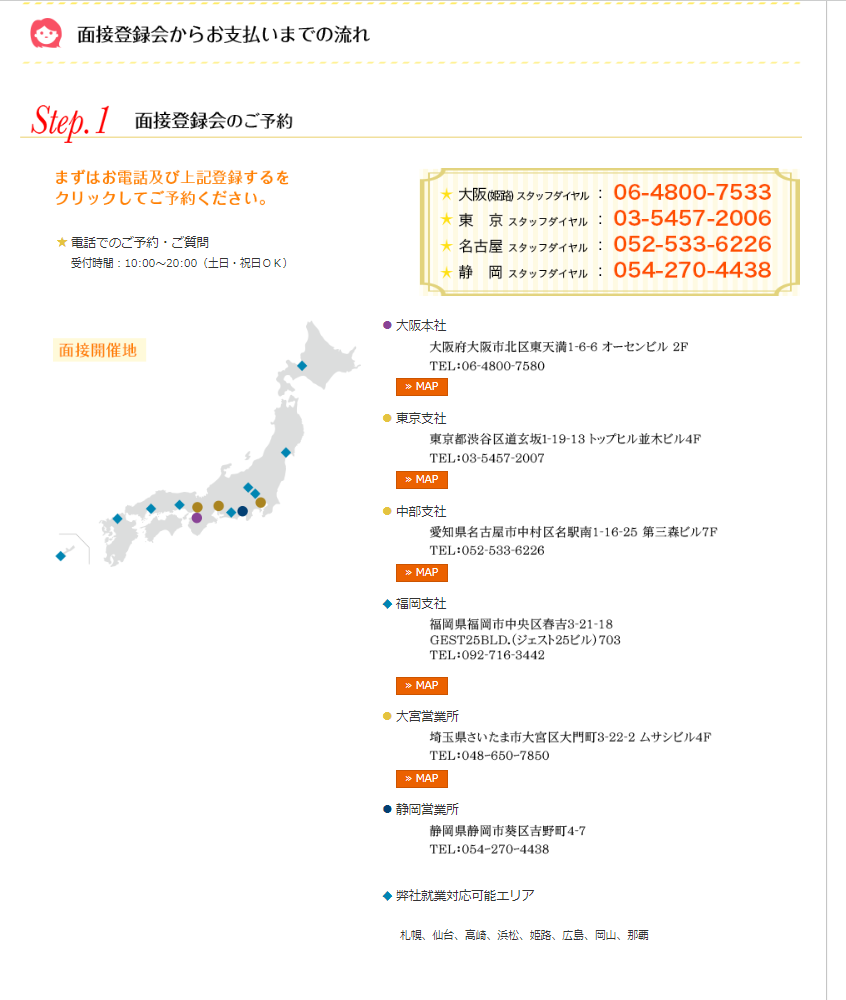 面接登録会からお支払いまでの流れ
Step.1 面接登録会のご予約
まずはお電話及び上記登録するを
クリックしてご予約ください。
★電話でのご予約・ご質問
受付時間：10:00～20:00（土日・祝日ＯＫ）
★ 大阪(姫路) スタッフダイヤル ： 06-4800-7533
★ 東　京 スタッフダイヤル ： 03-5457-2006
★ 名古屋 スタッフダイヤル ： 052-533-6226
★ 静　岡 スタッフダイヤル ： 054-270-4438
面接開催地
● 大阪本社
大阪府大阪市北区東天満1-6-6 オーセンビル 2F
TEL:06-4800-7580
» MAP
● 東京支社
東京都渋谷区道玄坂1-19-13 トップヒル並木ビル4F
TEL:03-5457-2007
» MAP
● 中部支社
愛知県名古屋市中村区名駅南1-16-25 第三森ビル7F
TEL:052-533-6226
» MAP
◆ 福岡支社
福岡県福岡市中央区春吉3-21-18
GEST25BLD.(ジェスト25ビル)703
TEL:092-716-3442
» MAP
● 大宮営業所
埼玉県さいたま市大宮区大門町3-22-2 ムサシビル4F
TEL:048-650-7850
» MAP
● 静岡営業所
静岡県静岡市葵区吉野町4-7
TEL:054-270-4438
◆ 弊社就業対応可能エリア
札幌、仙台、高崎、浜松、姫路、広島、岡山、那覇